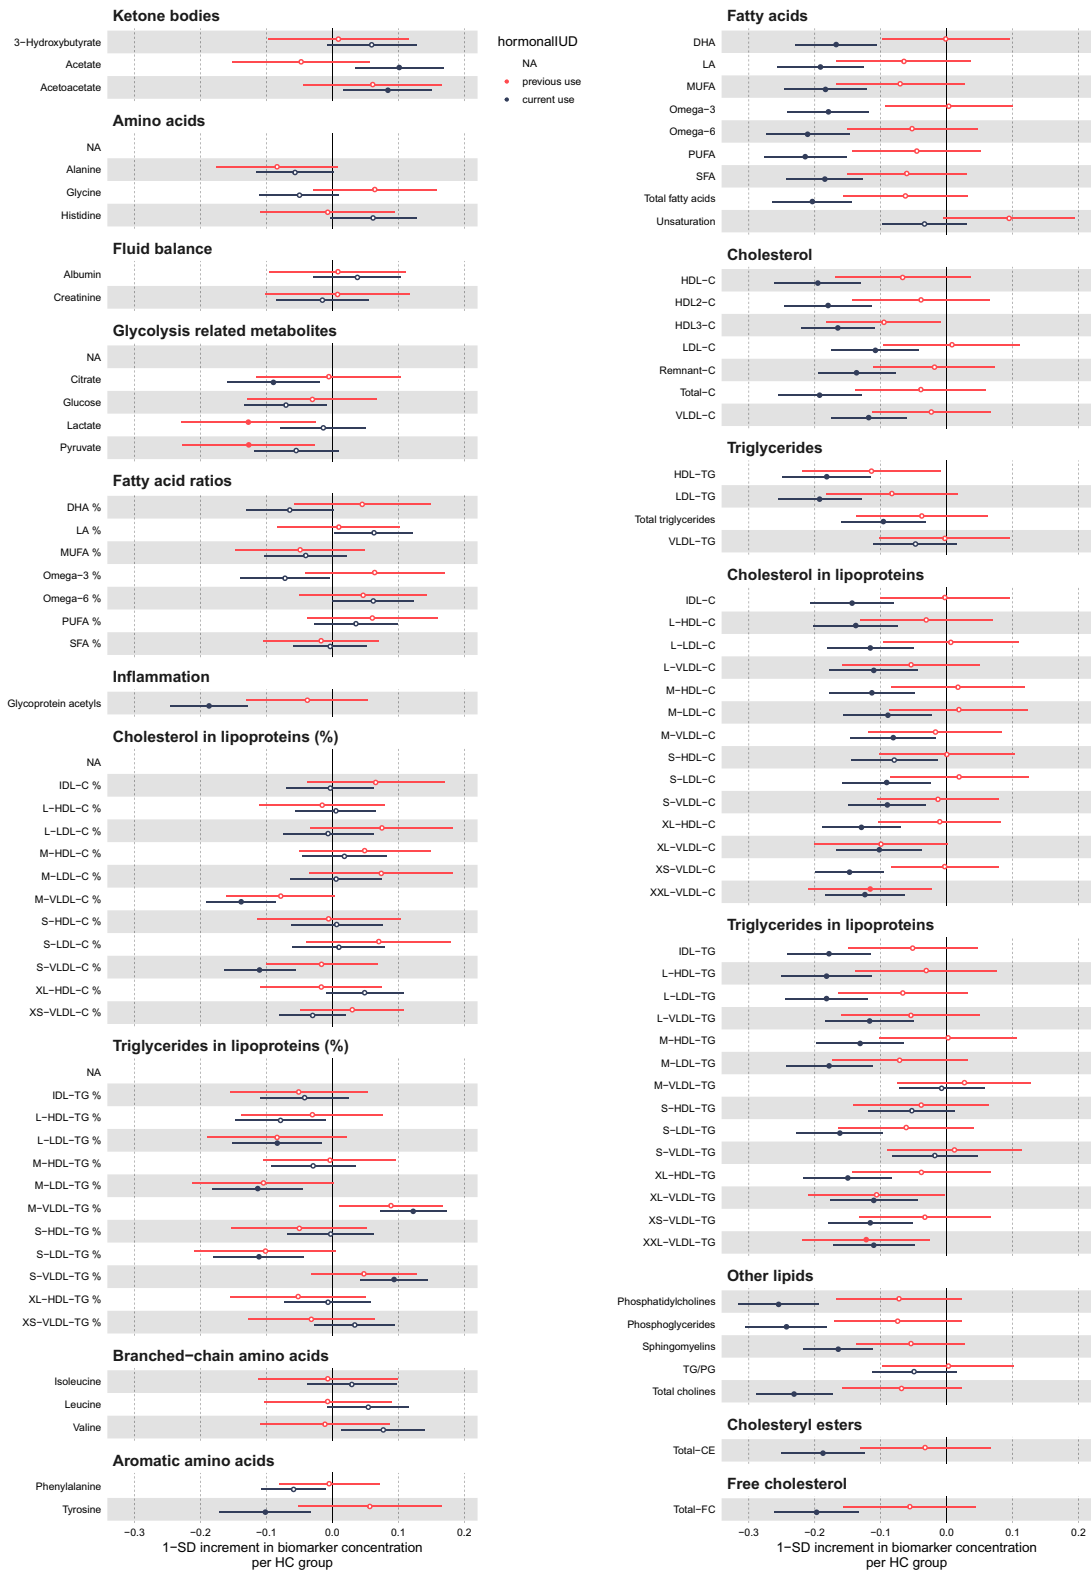 Ketone bodies
3−Hydroxybutyrate
Acetate
Acetoacetate
Amino acids
NA
Alanine
Glycine
Histidine
Fluid balance
Albumin
Creatinine
Glycolysis related metabolites
NA
Citrate
Glucose
Lactate
Pyruvate
Fatty acid ratios
DHA %
LA %
MUFA %
Omega−3 %
Omega−6 %
PUFA %
SFA %
Inflammation
Glycoprotein acetyls
Cholesterol in lipoproteins (%)
NA
IDL−C %
L−HDL−C %
L−LDL−C %
M−HDL−C %
M−LDL−C %
M−VLDL−C %
S−HDL−C %
S−LDL−C %
S−VLDL−C %
XL−HDL−C %
XS−VLDL−C %
Triglycerides in lipoproteins (%)
NA
IDL−TG %
L−HDL−TG %
L−LDL−TG %
M−HDL−TG %
M−LDL−TG %
M−VLDL−TG %
S−HDL−TG %
S−LDL−TG %
S−VLDL−TG %
XL−HDL−TG %
XS−VLDL−TG %
Branched−chain amino acids
Isoleucine
Leucine
Valine
Aromatic amino acids
Phenylalanine
Tyrosine
−0.3 −0.2 −0.1 0.0 0.1 0.2
1−SD increment in biomarker concentration
per HC group
hormonalIUD
NA
previous use
current use
Fatty acids
DHA
LA
MUFA
Omega−3
Omega−6
PUFA
SFA
Total fatty acids
Unsaturation
Cholesterol
HDL−C
HDL2−C
HDL3−C
LDL−C
Remnant−C
Total−C
VLDL−C
Triglycerides
HDL−TG
LDL−TG
Total triglycerides
VLDL−TG
Cholesterol in lipoproteins
IDL−C
L−HDL−C
L−LDL−C
L−VLDL−C
M−HDL−C
M−LDL−C
M−VLDL−C
S−HDL−C
S−LDL−C
S−VLDL−C
XL−HDL−C
XL−VLDL−C
XS−VLDL−C
XXL−VLDL−C
Triglycerides in lipoproteins
IDL−TG
L−HDL−TG
L−LDL−TG
L−VLDL−TG
M−HDL−TG
M−LDL−TG
M−VLDL−TG
S−HDL−TG
S−LDL−TG
S−VLDL−TG
XL−HDL−TG
XL−VLDL−TG
XS−VLDL−TG
XXL−VLDL−TG
Other lipids
Phosphatidylcholines
Phosphoglycerides
Sphingomyelins
TG/PG
Total cholines
Cholesteryl esters
Total−CE
Free cholesterol
Total−FC
−0.3 −0.2 −0.1 0.0 0.1 0.2
1−SD increment in biomarker concentration
per HC group